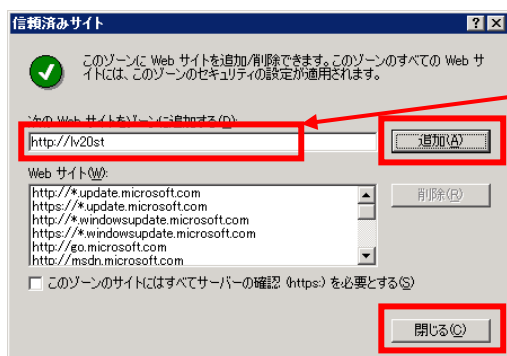 信頼済みサイト
このゾーンに Web サイトを追加/削除できます。このゾーンのすべての Web サ
イトには、このゾーンのセキュリティの設定が適用されます。
次の Web サイトをゾーンに追加する(D):
http://lv20st
追加(A)
Web サイト(W):
http://*.update.microsoft.com
https://*.update.microsoft.com
http://*.windowsupdate.microsoft.com
https://*.windowsupdate.microsoft.com
http://go.microsoft.com
http://msdn.microsoft.com
削除(R)
このゾーンのサイトにはすべてサーバーの確認 (https:) を必要とする(S)
閉じる(C)